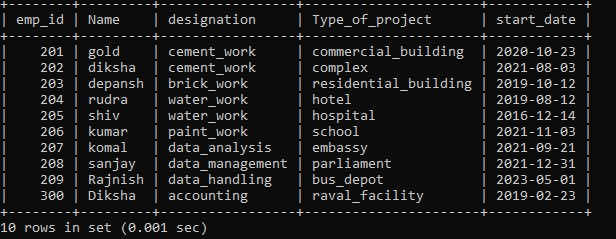 +--------+---------+-----------------+----------------------+------------+
| emp_id | Name    | designation     | Type_of_project      | start_date |
+--------+---------+-----------------+----------------------+------------+
|    201 | gold    | cement_work     | commercial_building  | 2020-10-23 |
|    202 | diksha  | cement_work     | complex              | 2021-08-03 |
|    203 | depansh | brick_work      | residential_building | 2019-10-12 |
|    204 | rudra   | water_work      | hotel                | 2019-08-12 |
|    205 | shiv    | water_work      | hospital             | 2016-12-14 |
|    206 | kumar   | paint_work      | school               | 2021-11-03 |
|    207 | komal   | data_analysis   | embassy              | 2021-09-21 |
|    208 | sanjay  | data_management | parliament           | 2021-12-31 |
|    209 | Rajnish | data_handling   | bus_depot            | 2023-05-01 |
|    300 | Diksha  | accounting      | raval_facility       | 2019-02-23 |
+--------+---------+-----------------+----------------------+------------+
10 rows in set (0.001 sec)